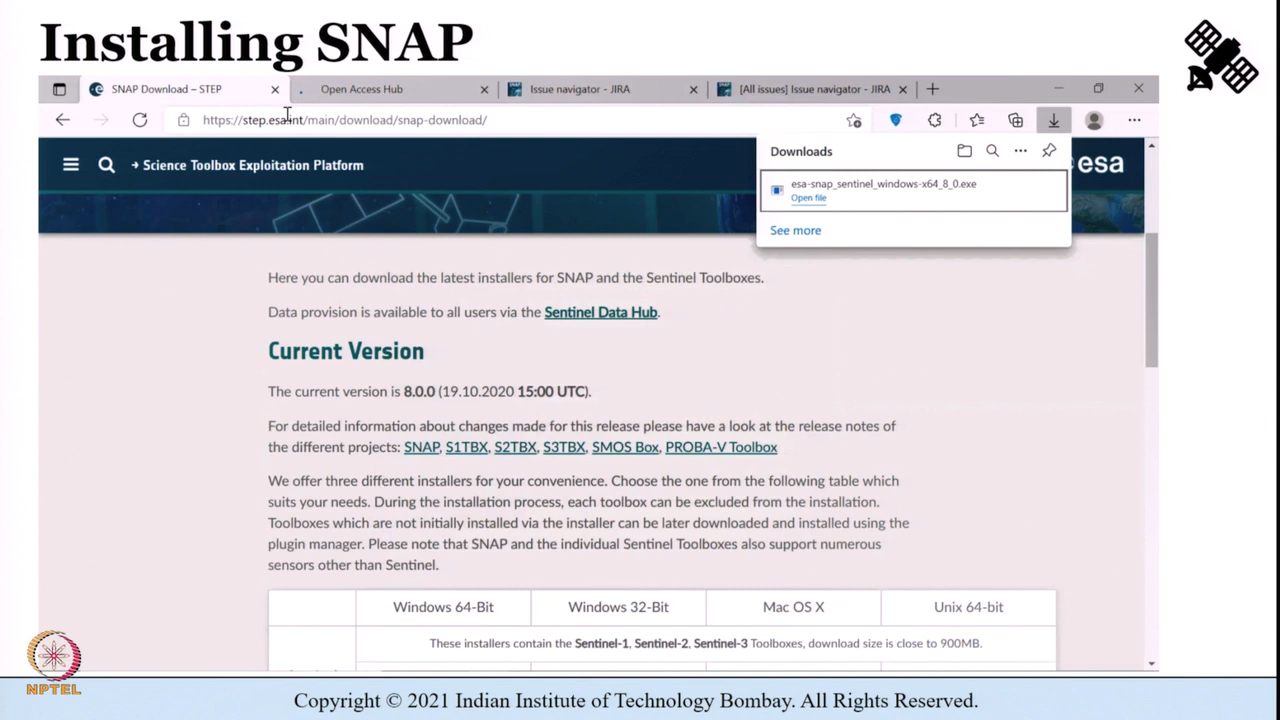 Installing SNAP
SNAP Download – STEP
Open Access Hub
Issue navigator - JIRA
[All issues] Issue navigator - JIRA
https://step.esa.int/main/download/snap-download/
Science Toolbox Exploitation Platform
esa
Downloads
esa-snap_sentinel_windows-x64_8_0.exe
Open file
See more
Here you can download the latest installers for SNAP and the Sentinel Toolboxes.
Data provision is available to all users via the Sentinel Data Hub.
Current Version
The current version is 8.0.0 (19.10.2020 15:00 UTC).
For detailed information about changes made for this release please have a look at the release notes of
the different projects: SNAP, S1TBX, S2TBX, S3TBX, SMOS Box, PROBA-V Toolbox
We offer three different installers for your convenience. Choose the one from the following table which
suits your needs. During the installation process, each toolbox can be excluded from the installation.
Toolboxes which are not initially installed via the installer can be later downloaded and installed using the
plugin manager. Please note that SNAP and the individual Sentinel Toolboxes also support numerous
sensors other than Sentinel.
Windows 64-Bit
Windows 32-Bit
Mac OS X
Unix 64-bit
These installers contain the Sentinel-1, Sentinel-2, Sentinel-3 Toolboxes, download size is close to 900MB.
NPTEL
Copyright © 2021 Indian Institute of Technology Bombay. All Rights Reserved.